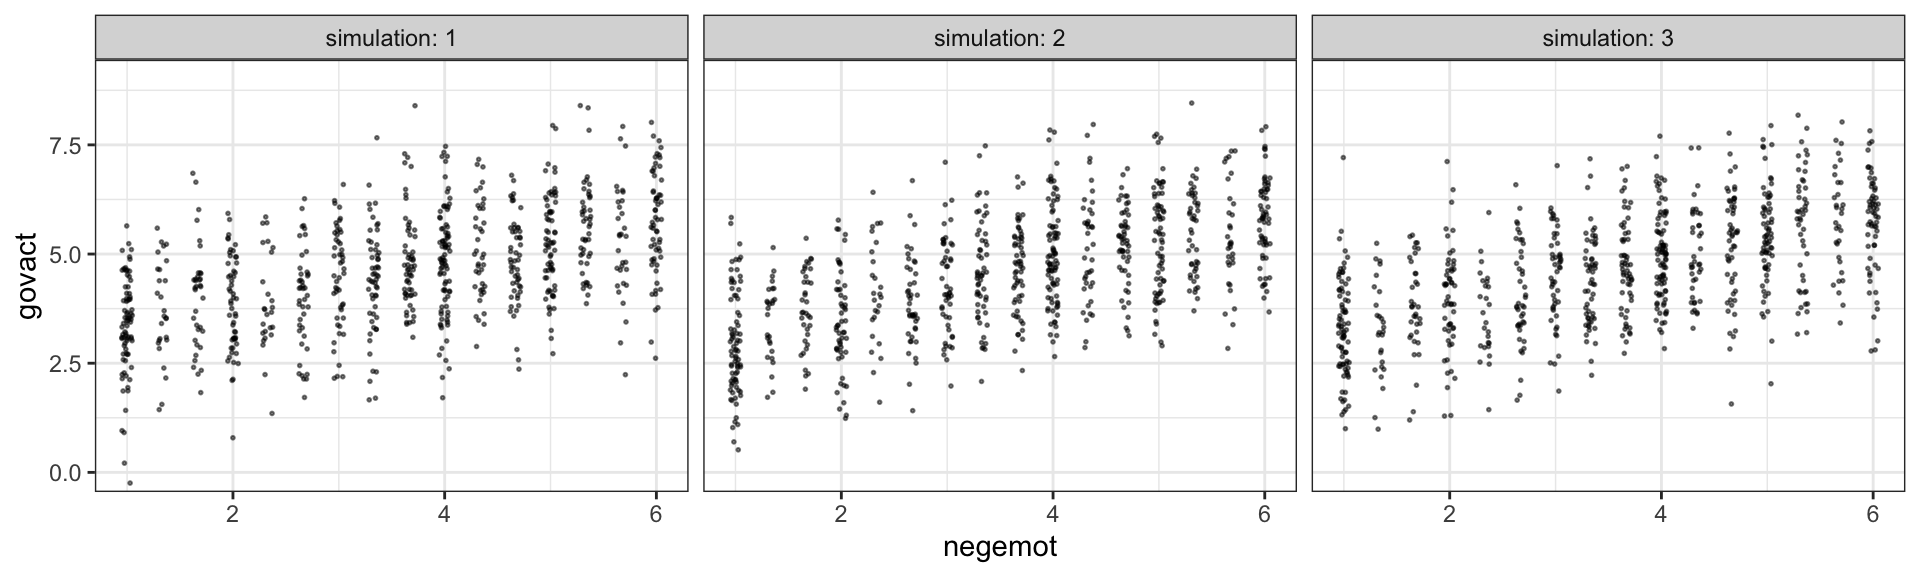 simulation: 1
simulation: 2
simulation: 3
govact
7.5
5.0
2.5
0.0
2 4 6
2 4 6
2 4 6
negemot